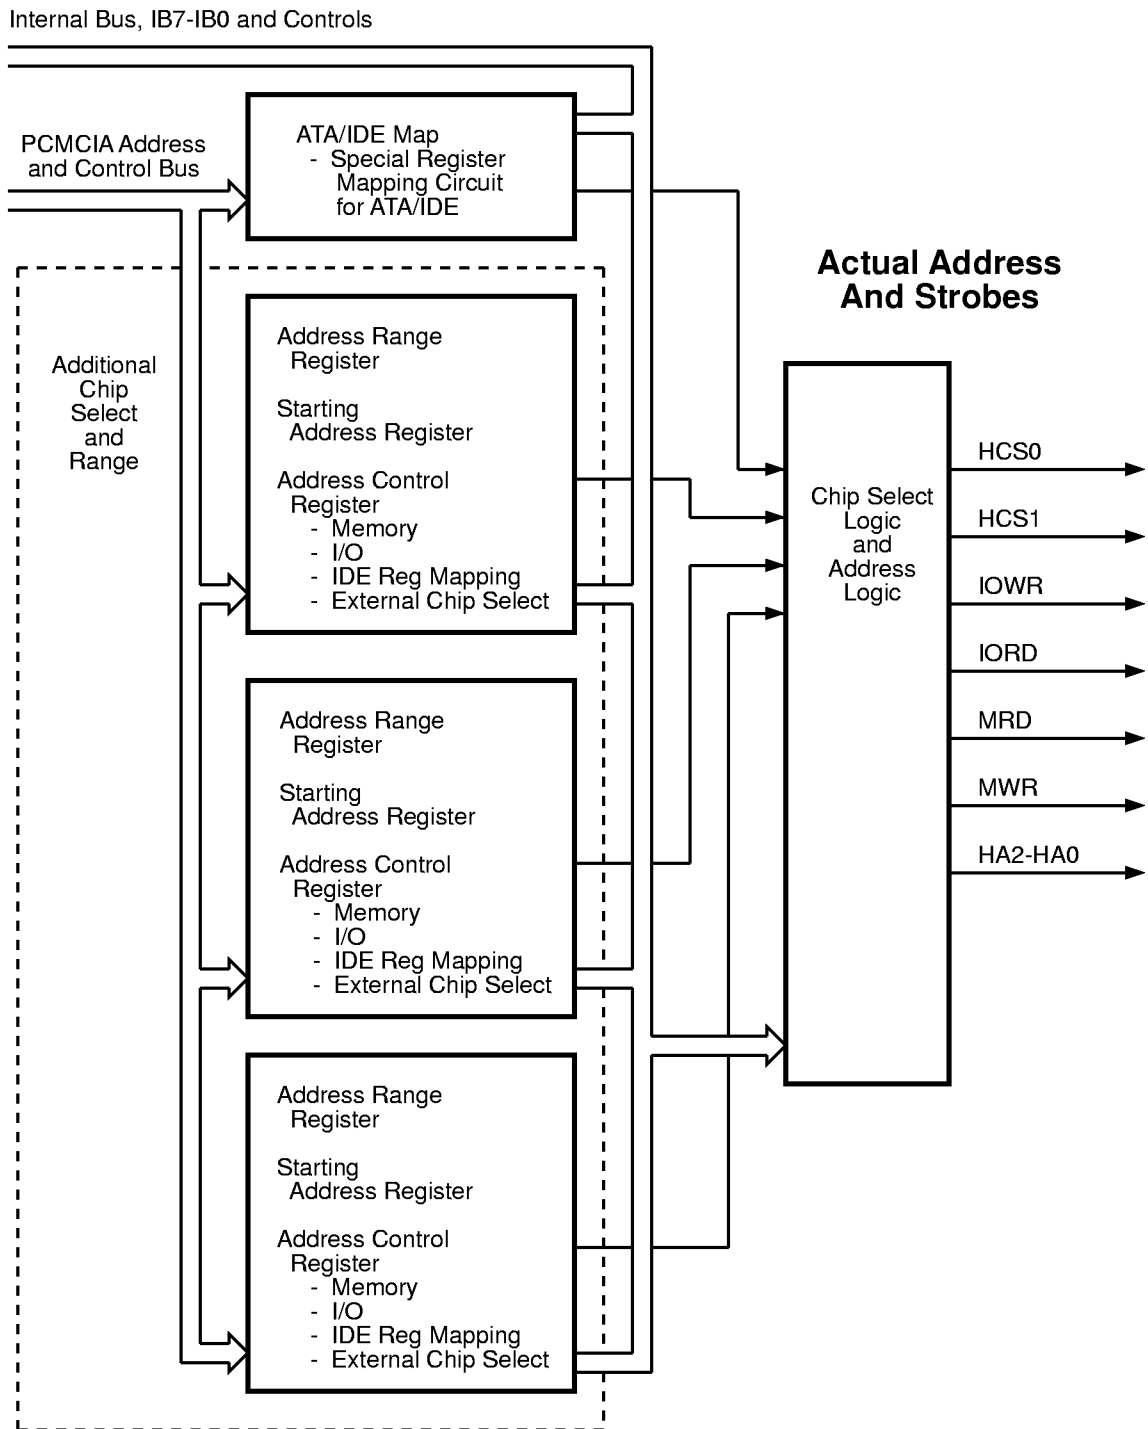 Internal Bus, IB7-IB0 and Controls
PCMCIA Address
and Control Bus
ATA/IDE Map
- Special Register
Mapping Circuit
for ATA/IDE
Additional
Chip
Select
and
Range
Address Range
Register
Starting
Address Register
Address Control
Register
- Memory
- I/O
- IDE Reg Mapping
- External Chip Select
Address Range
Register
Starting
Address Register
Address Control
Register
- Memory
- I/O
- IDE Reg Mapping
- External Chip Select
Address Range
Register
Starting
Address Register
Address Control
Register
- Memory
- I/O
- IDE Reg Mapping
- External Chip Select
Actual Address
And Strobes
Chip Select
Logic
and
Address
Logic
HCS0
HCS1
IOWR
IORD
MRD
MWR
HA2-HA0